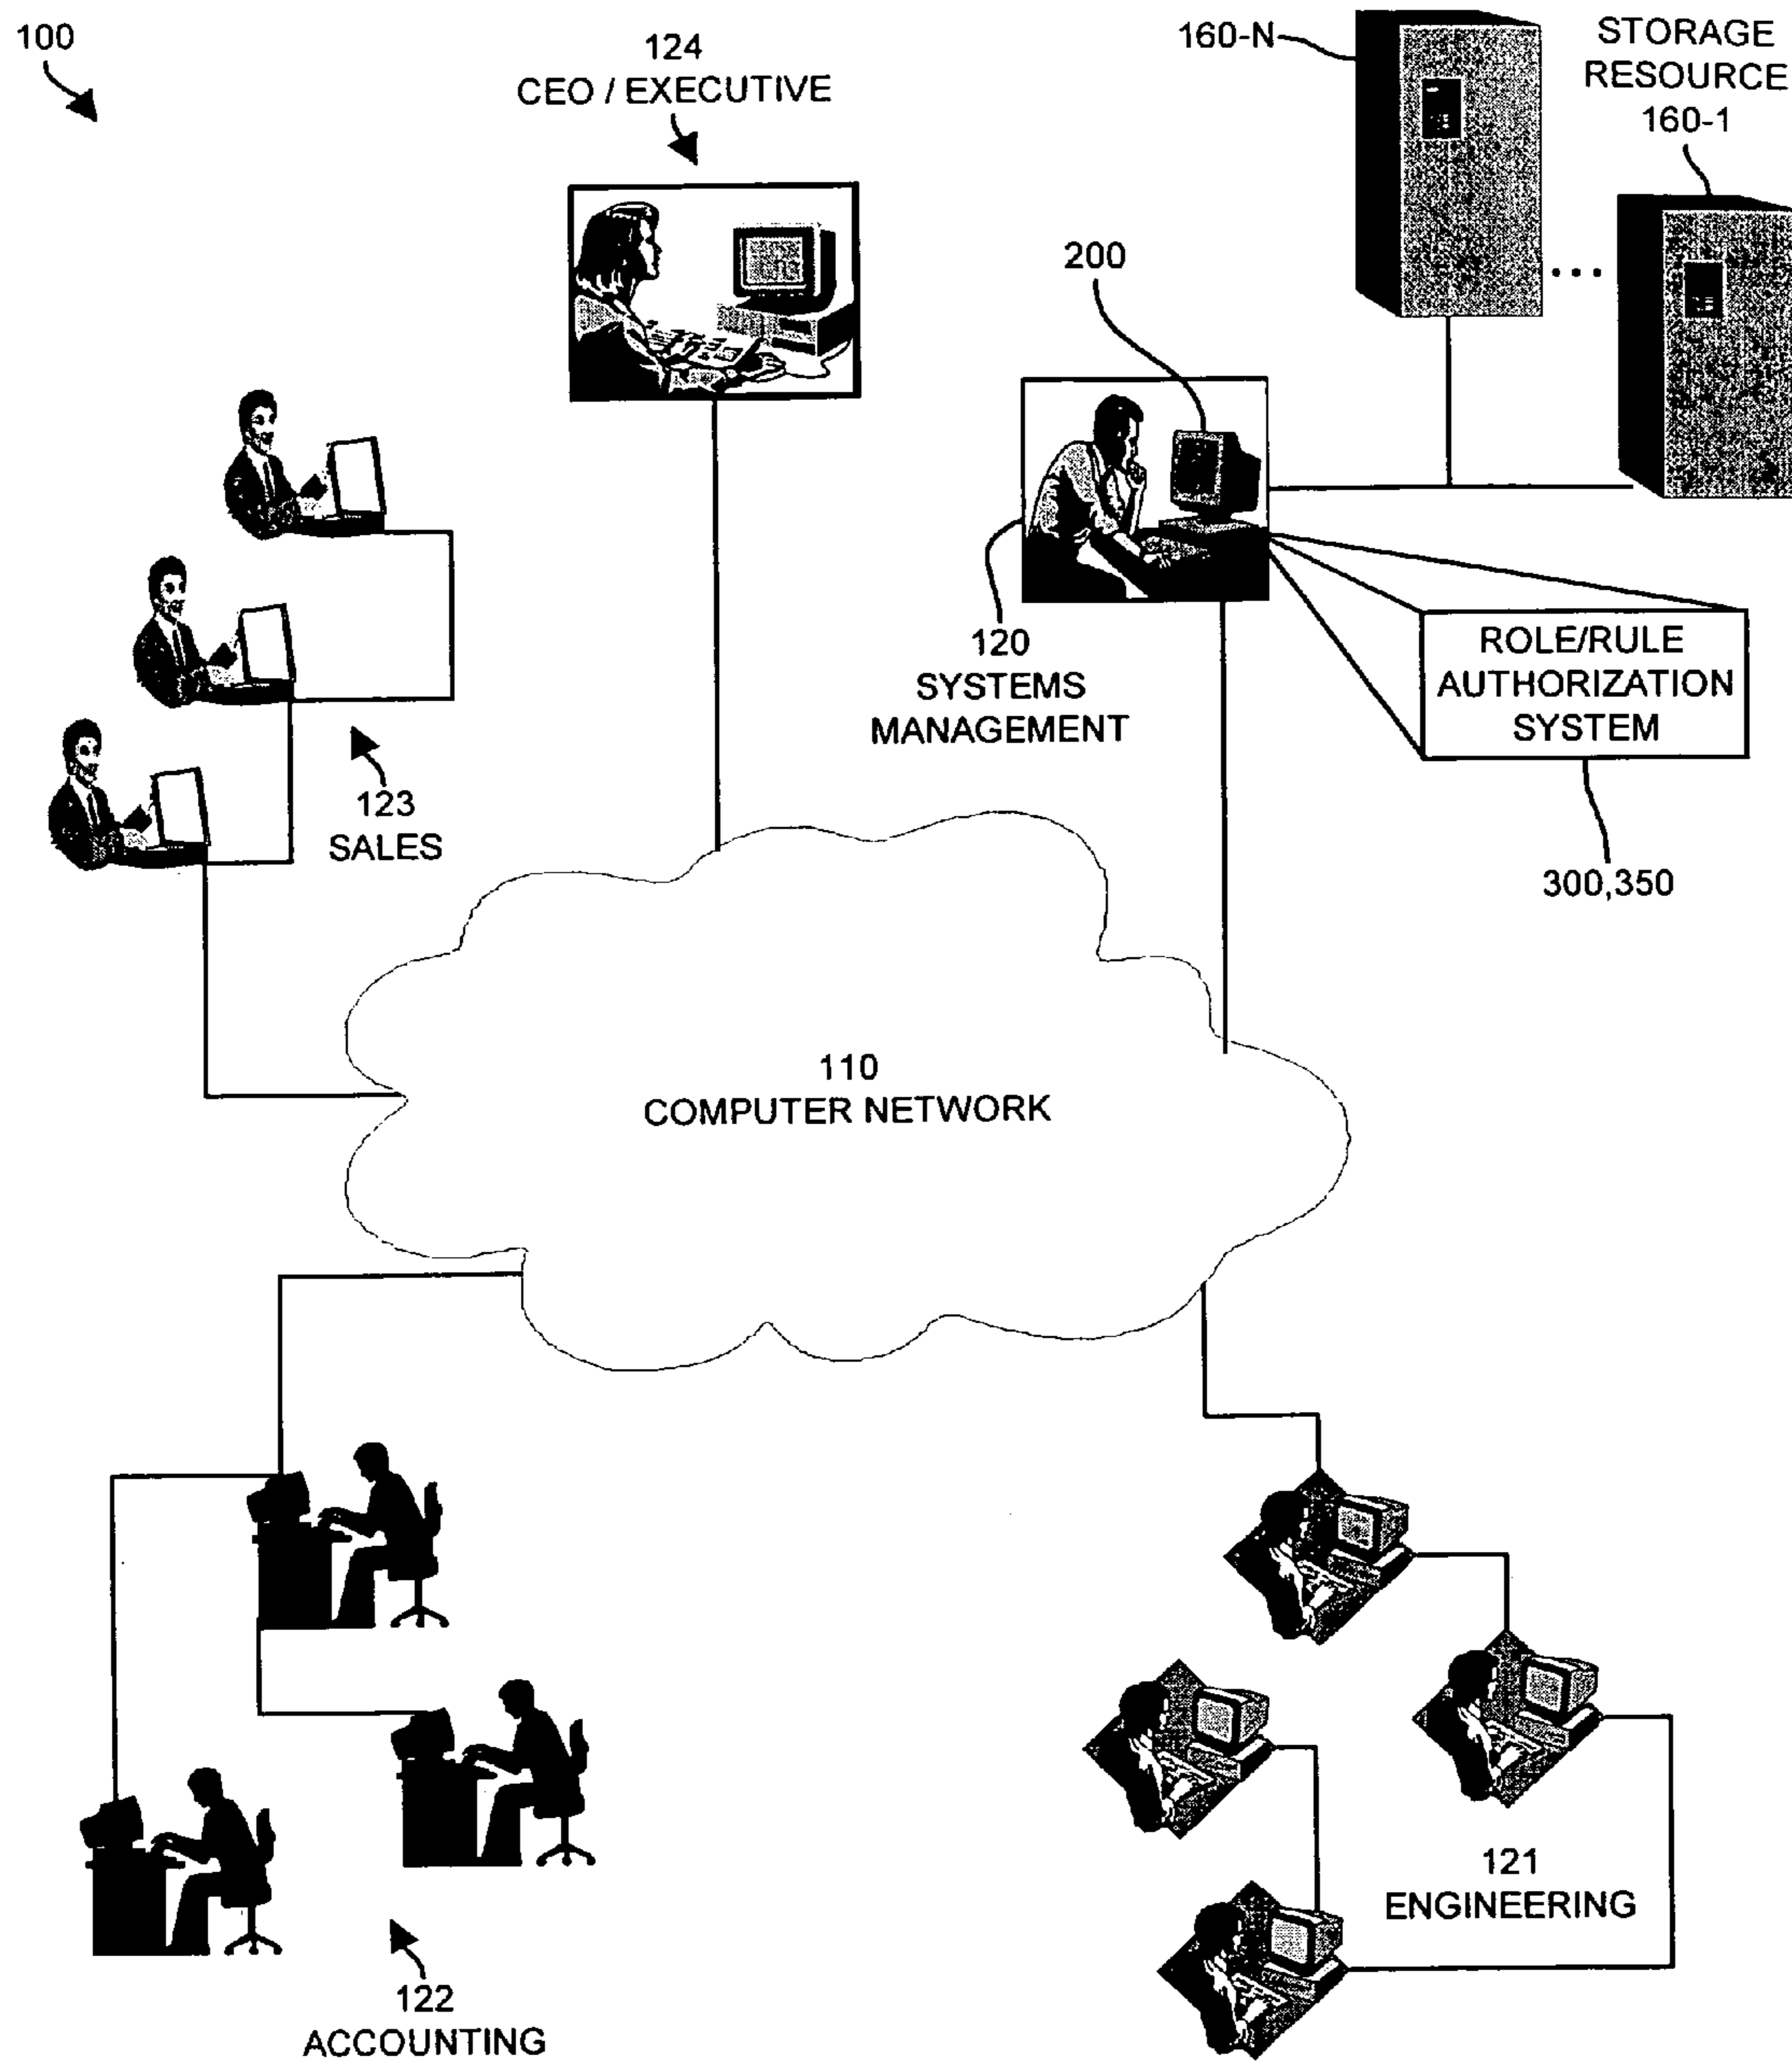 100
124
CEO / EXECUTIVE
160-N
STORAGE
RESOURCE
160-1
200
120
SYSTEMS
MANAGEMENT
ROLE/RULE
AUTHORIZATION
SYSTEM
300,350
123
SALES
110
COMPUTER NETWORK
121
ENGINEERING
122
ACCOUNTING